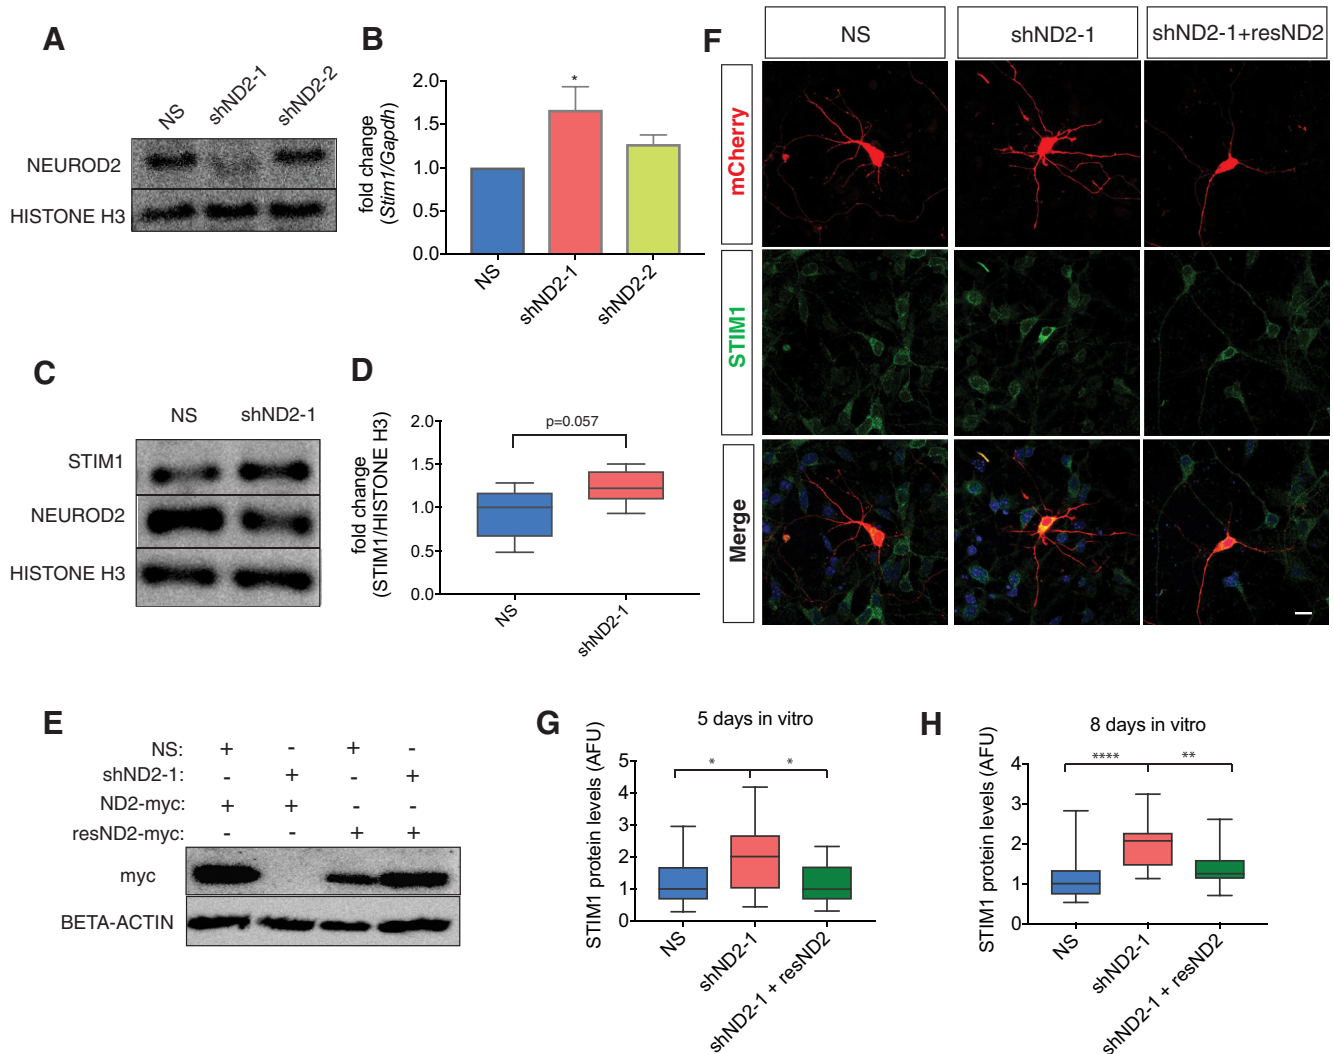 A
NS
shND2-1
shND2-2
NEUROD2
HISTONE H3
B
fold change
(Stim1/Gapdh)
2.0
1.5
1.0
0.5
0.0
*
NS
shND2-1
shND2-2
C
NS
shND2-1
STIM1
NEUROD2
HISTONE H3
D
fold change
(STIM1/HISTONE H3)
2.0
1.5
1.0
0.5
0.0
p=0.057
NS
shND2-1
E
NS: + - + -
shND2-1: - + - +
ND2-myc: + + - -
resND2-myc: - - + +
myc
BETA-ACTIN
F
NS
shND2-1
shND2-1+resND2
mCherry
STIM1
Merge
G
5 days in vitro
STIM1 protein levels (AFU)
5
4
3
2
1
0
*
*
NS
shND2-1
shND2-1 + resND2
H
8 days in vitro
STIM1 protein levels (AFU)
4
3
2
1
0
****
**
NS
shND2-1
shND2-1 + resND2